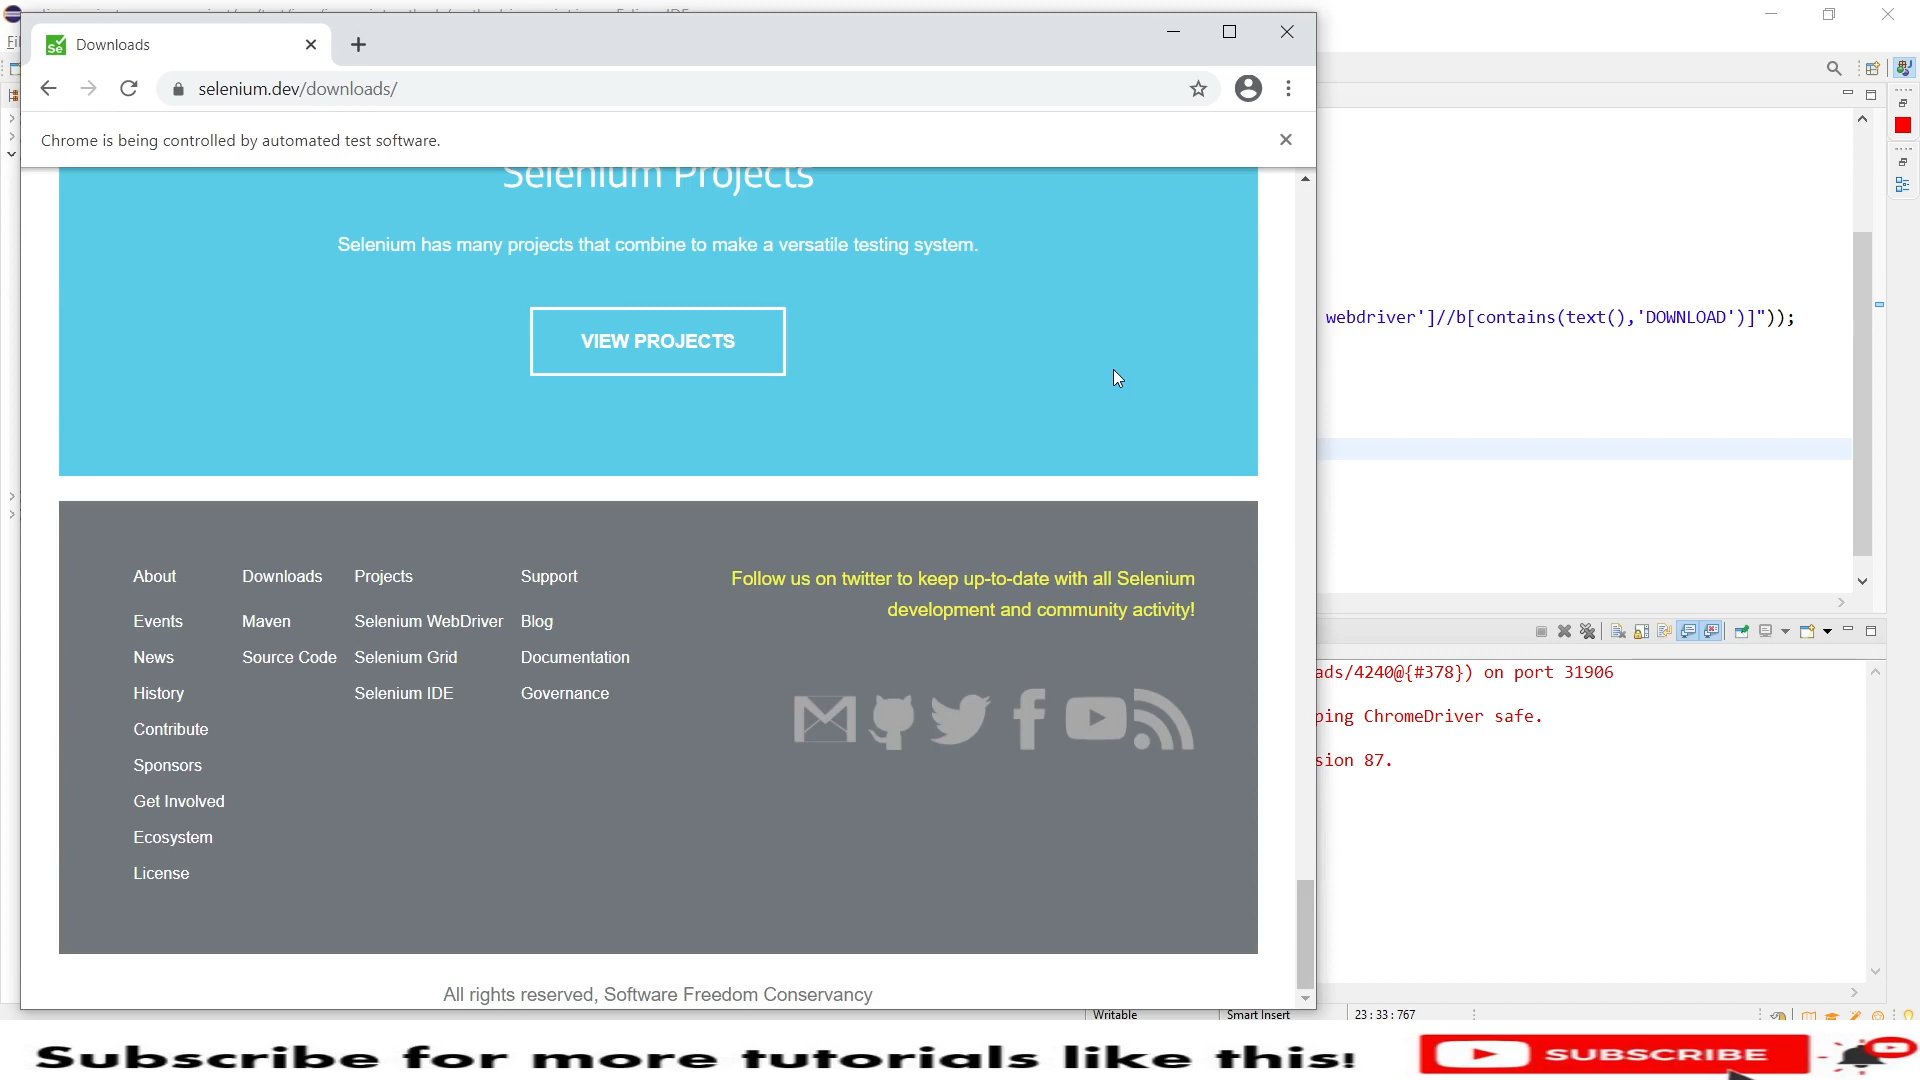 Downloads
selenium.dev/downloads/
Chrome is being controlled by automated test software.
Selenium Projects
Selenium has many projects that combine to make a versatile testing system.
VIEW PROJECTS
webdriver']//b[contains(text(),'DOWNLOAD')]"));
About
Events
News
History
Contribute
Sponsors
Get Involved
Ecosystem
License
Downloads
Maven
Source Code
Projects
Selenium WebDriver
Selenium Grid
Selenium IDE
Support
Blog
Documentation
Governance
Follow us on twitter to keep up-to-date with all Selenium
development and community activity!
ads/4240@{#378}) on port 31906
ping ChromeDriver safe.
sion 87.
All rights reserved, Software Freedom Conservancy
Writable
Smart Insert
23 : 33 : 767
Subscribe for more tutorials like this!
SUBSCRIBE